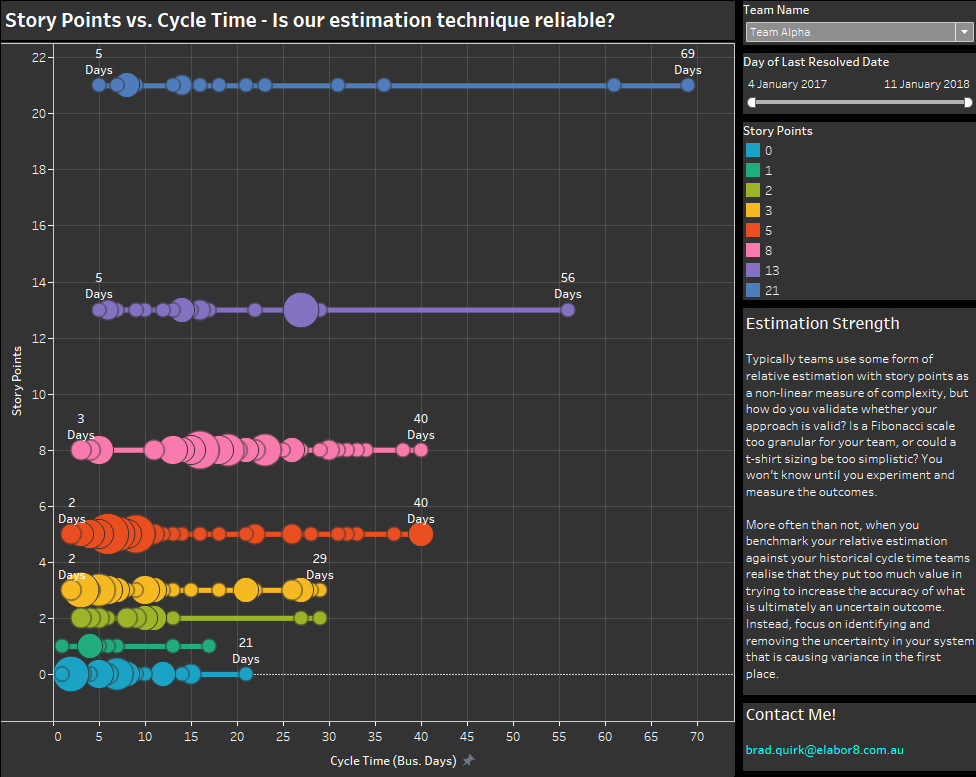 Story Points vs. Cycle Time - Is our estimation technique reliable?
22
20
18
16
14
12
10
8
6
4
2
0
Story Points
5
Days
69
Days
5
Days
56
Days
3
Days
40
Days
2
Days
40
Days
2
Days
29
Days
21
Days
0
5
10
15
20
25
30
35
40
45
50
55
60
65
70
Cycle Time (Bus. Days)
Team Name
Team Alpha
Day of Last Resolved Date
4 January 2017
11 January 2018
Story Points
0
1
2
3
5
8
13
21
Estimation Strength
Typically teams use some form of
relative estimation with story points as
a non-linear measure of complexity, but
how do you validate whether your
approach is valid? Is a Fibonacci scale
too granular for your team, or could a
t-shirt sizing be too simplistic? You
won't know until you experiment and
measure the outcomes.
More often than not, when you
benchmark your relative estimation
against your historical cycle time teams
realise that they put too much value in
trying to increase the accuracy of what
is ultimately an uncertain outcome.
Instead, focus on identifying and
removing the uncertainty in your system
that is causing variance in the first
place.
Contact Me!
brad.quirk@elabor8.com.au